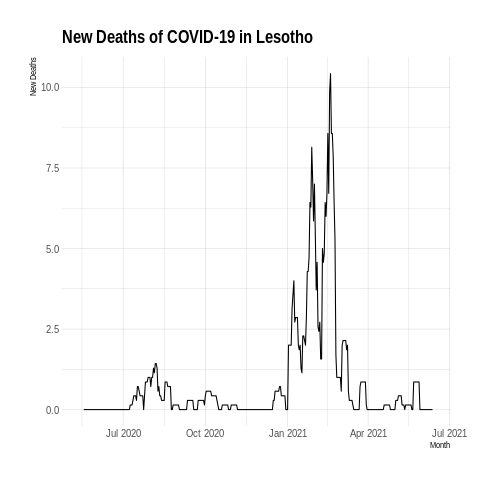 New Deaths of COVID-19 in Lesotho
New Deaths
10.0
7.5
5.0
2.5
0.0
Jul 2020
Oct 2020
Jan 2021
Apr 2021
Jul 2021
Month